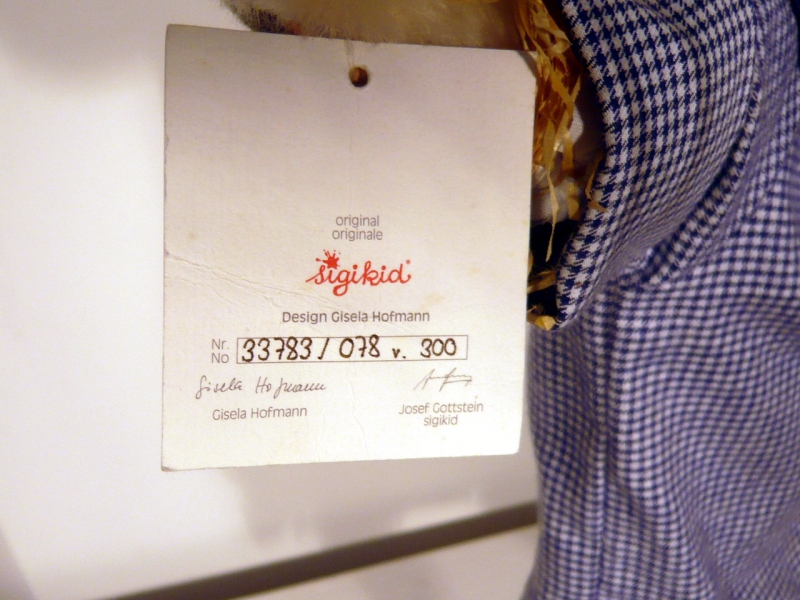 original
originale
sigikid
Design Gisela Hofmann
Nr. 33783 / 078 v. 300
No
Gisela Hofmann
Gisela Hofmann
Josef Gottstein
sigikid